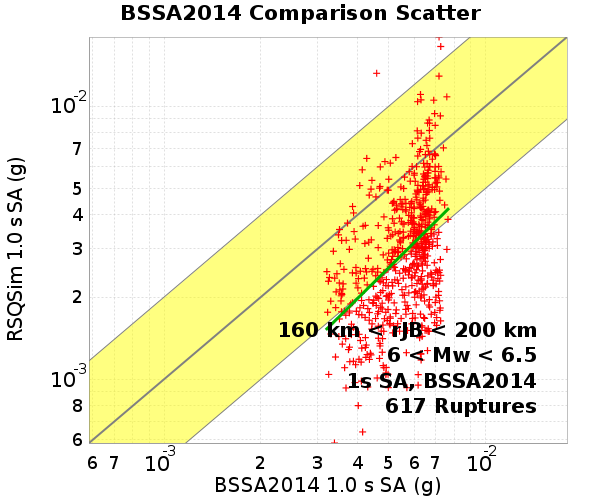 BSSA2014 Comparison Scatter
RSQSim 1.0 s SA (g)
10-2
7
5
4
3
2
10-3
8
6
160 km < rJB < 200 km
6 < Mw < 6.5
1s SA, BSSA2014
617 Ruptures
6 7 10-3 2 3 4 5 6 7 10-2
BSSA2014 1.0 s SA (g)